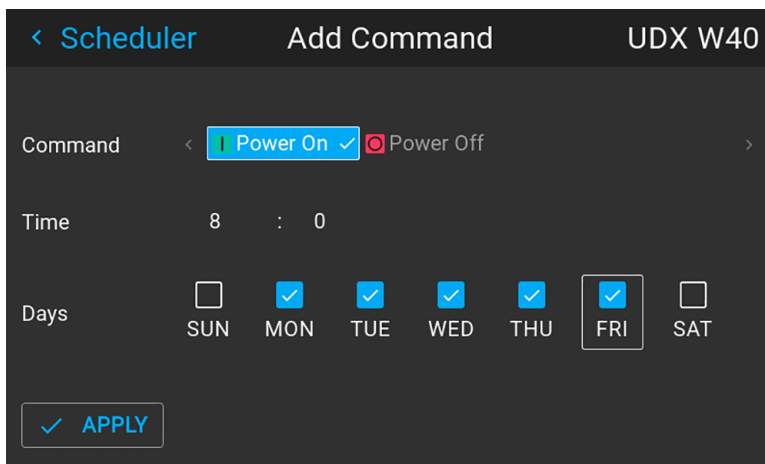 Scheduler Add Command UDX W40
Command Power On Power Off
Time 8 : 0
Days
SUN MON TUE WED THU FRI SAT
APPLY